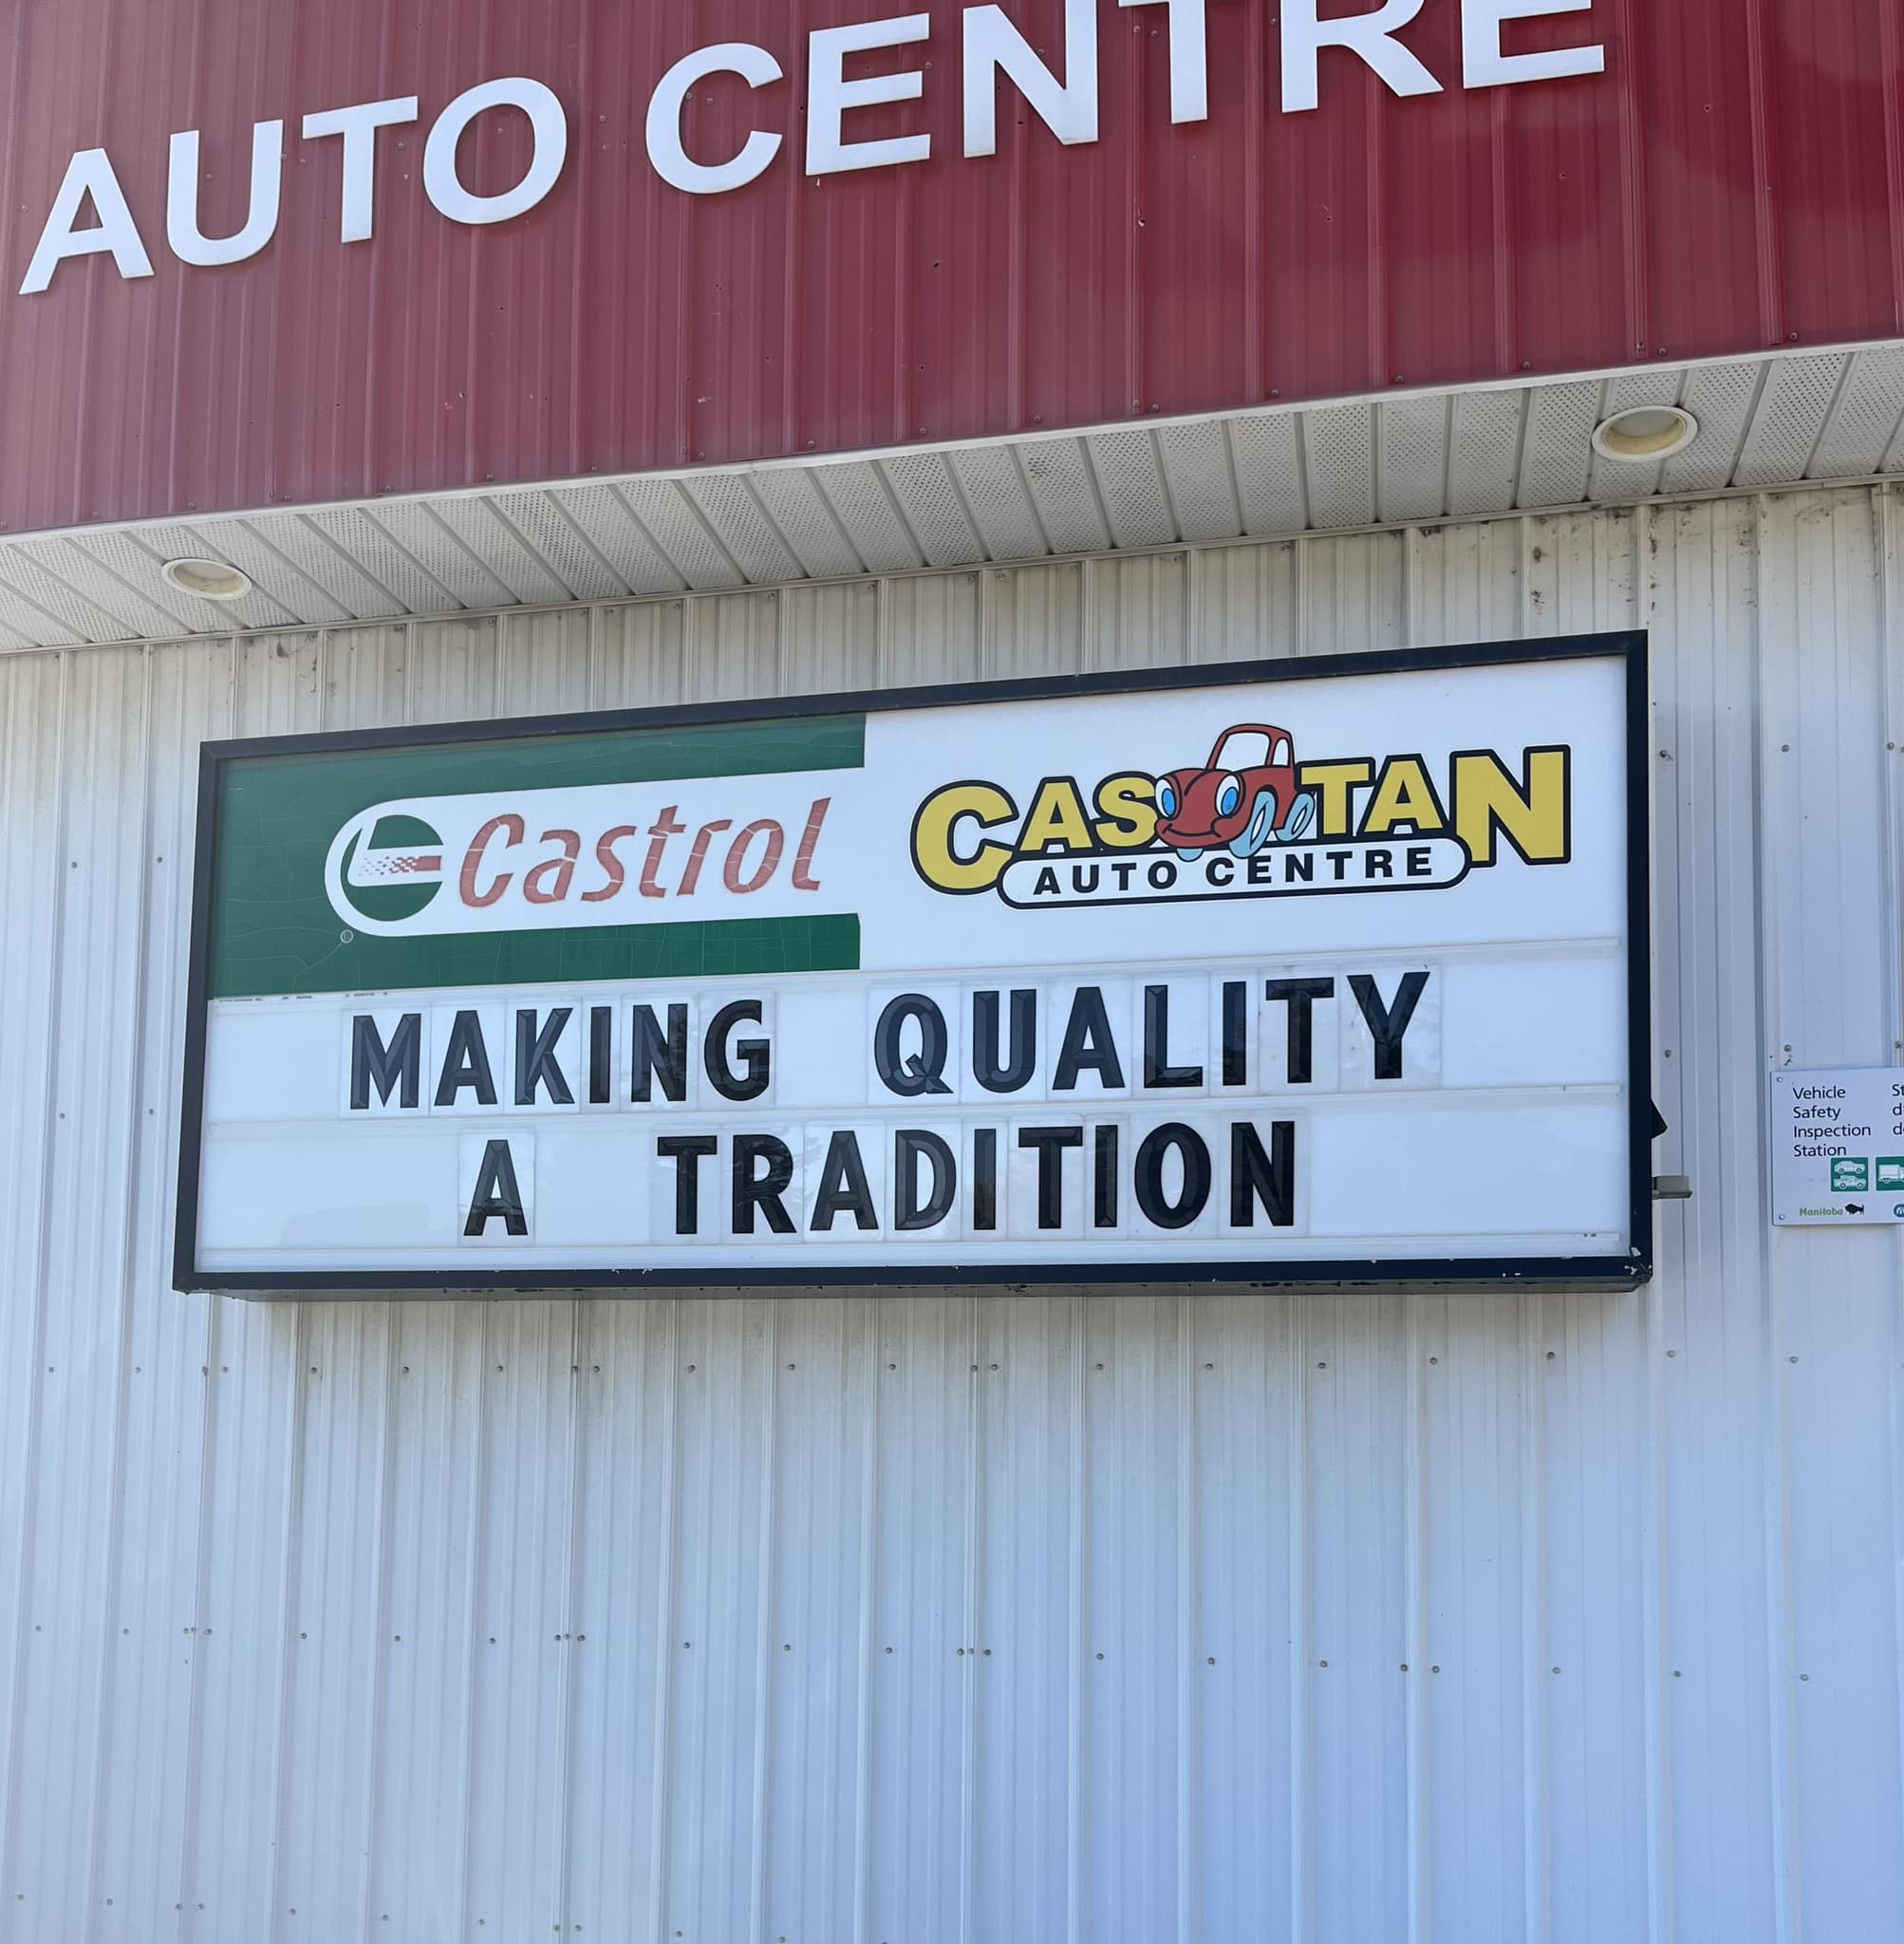 AUTO CENTRE
Castrol
CASTAN
AUTO CENTRE
MAKING QUALITY
A TRADITION
Vehicle
Safety
Inspection
Station
Manitoba